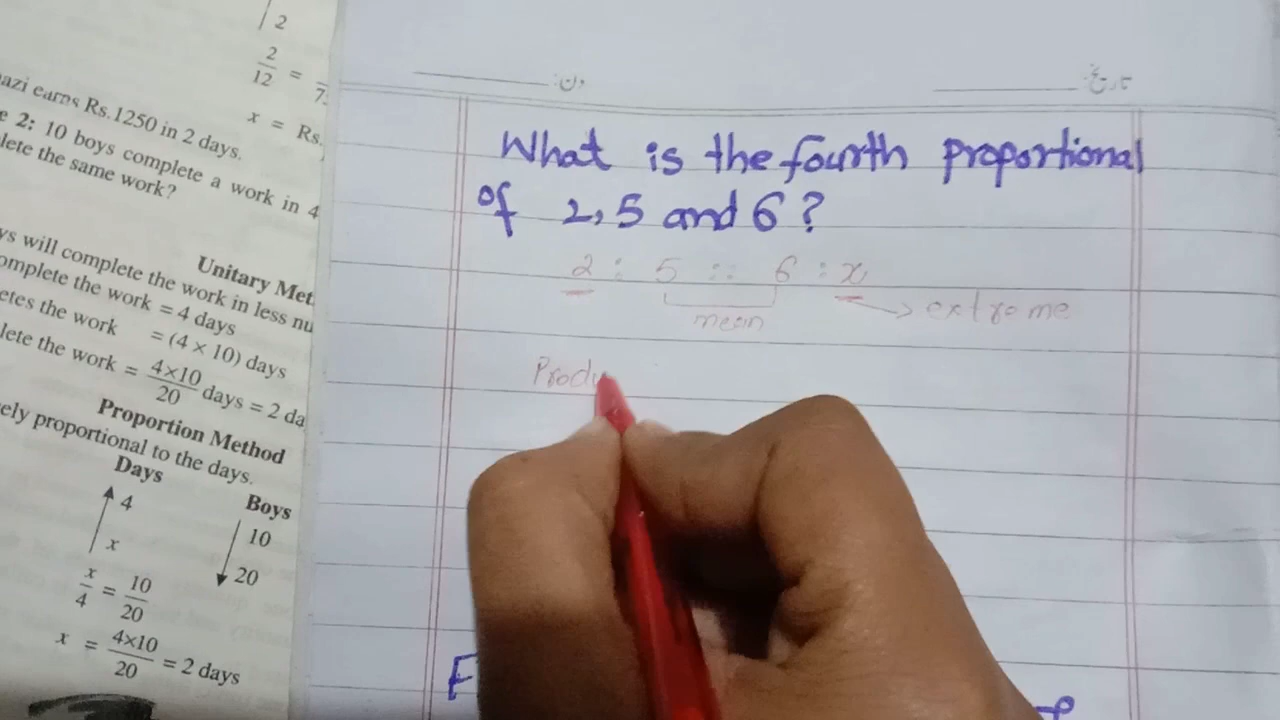 2
2/12 = 7
x = Rs.
azi earns Rs.1250 in 2 days.
e 2: 10 boys complete a work in 4
lete the same work?
Unitary Met
ys will complete the work in less nu
omplete the work = 4 days
etes the work = (4 × 10) days
lete the work = 4×10/20 days = 2 da
Proportion Method
ely proportional to the days.
Days Boys
4 10
x 20
x/4 = 10/20
x = 4×10/20 = 2 days
تاریخ: دن:
What is the fourth proportional
of 2, 5 and 6 ?
2 : 5 :: 6 : x
mean extreme
Produ
F